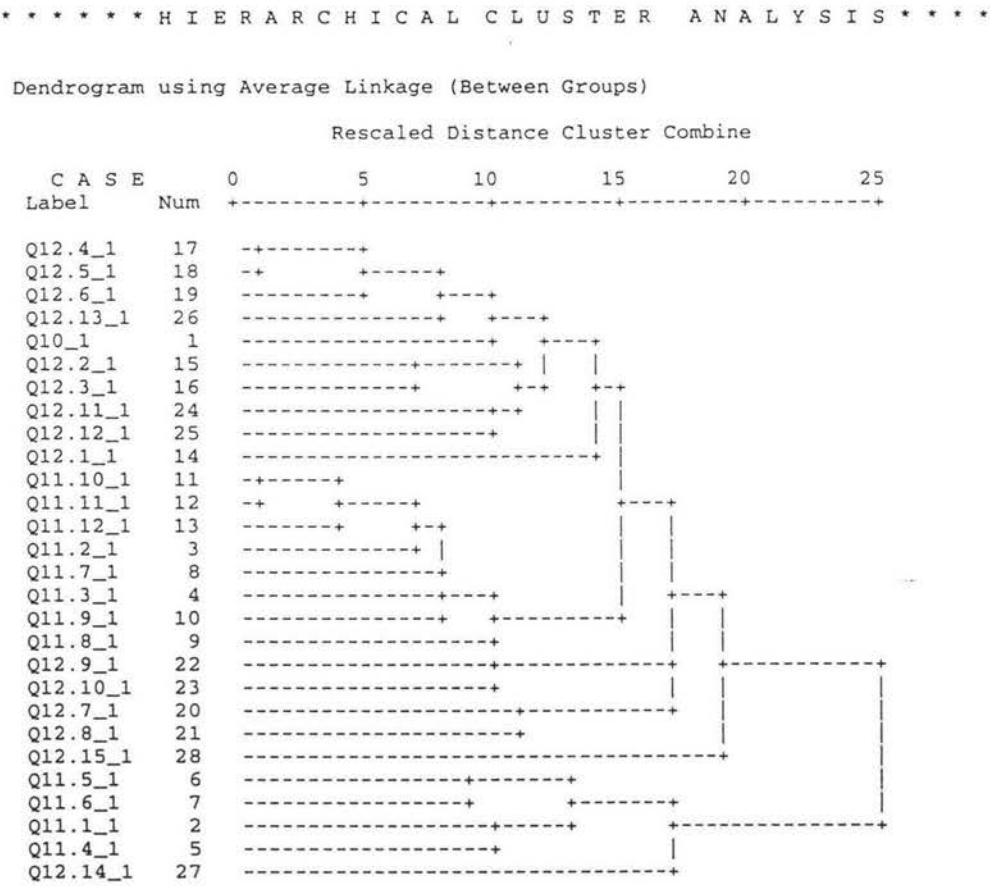 * * * * * * H I E R A R C H I C A L   C L U S T E R   A N A L Y S I S * * * *
Dendrogram using Average Linkage (Between Groups)
Rescaled Distance Cluster Combine
C A S E 0 5 10 15 20 25
Label Num +---------+---------+---------+---------+---------+
Q12.4_1 17
Q12.5_1 18
Q12.6_1 19
Q12.13_1 26
Q10_1 1
Q12.2_1 15
Q12.3_1 16
Q12.11_1 24
Q12.12_1 25
Q12.1_1 14
Q11.10_1 11
Q11.11_1 12
Q11.12_1 13
Q11.2_1 3
Q11.7_1 8
Q11.3_1 4
Q11.9_1 10
Q11.8_1 9
Q12.9_1 22
Q12.10_1 23
Q12.7_1 20
Q12.8_1 21
Q12.15_1 28
Q11.5_1 6
Q11.6_1 7
Q11.1_1 2
Q11.4_1 5
Q12.14_1 27